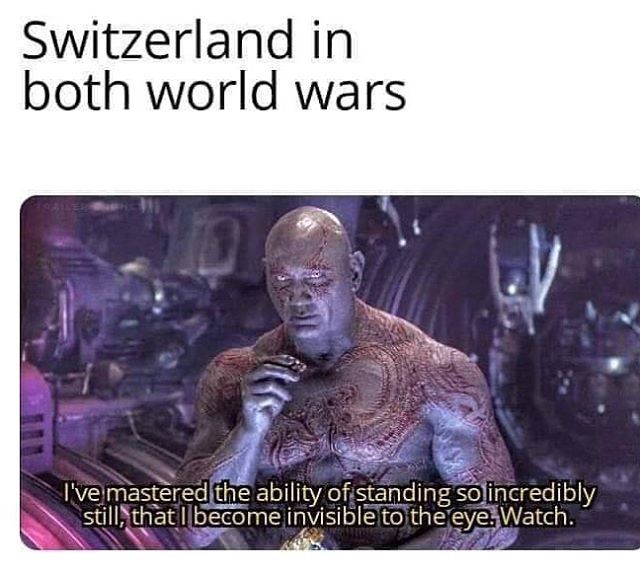 Switzerland in
both world wars
I've mastered the ability of standing so incredibly
still, that I become invisible to the eye. Watch.